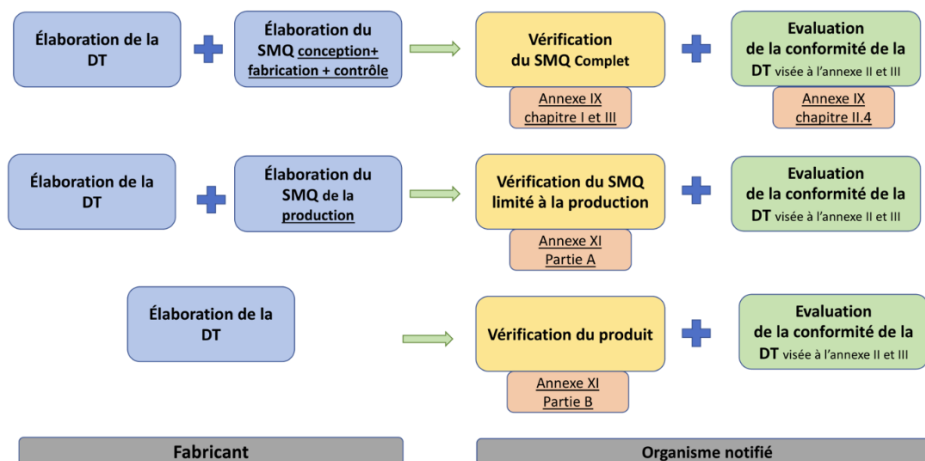 Élaboration de la
DT
Élaboration du
SMQ conception+
fabrication + contrôle
Vérification
du SMQ Complet
Annexe IX
chapitre I et III
Evaluation
de la conformité de la
DT visée à l'annexe II et III
Annexe IX
chapitre II.4
Élaboration de la
DT
Élaboration du
SMQ de la
production
Vérification du SMQ
limité à la production
Annexe XI
Partie A
Evaluation
de la conformité de la
DT visée à l'annexe II et III
Élaboration de la
DT
Vérification du produit
Annexe XI
Partie B
Evaluation
de la conformité de la
DT visée à l'annexe II et III
Fabricant
Organisme notifié